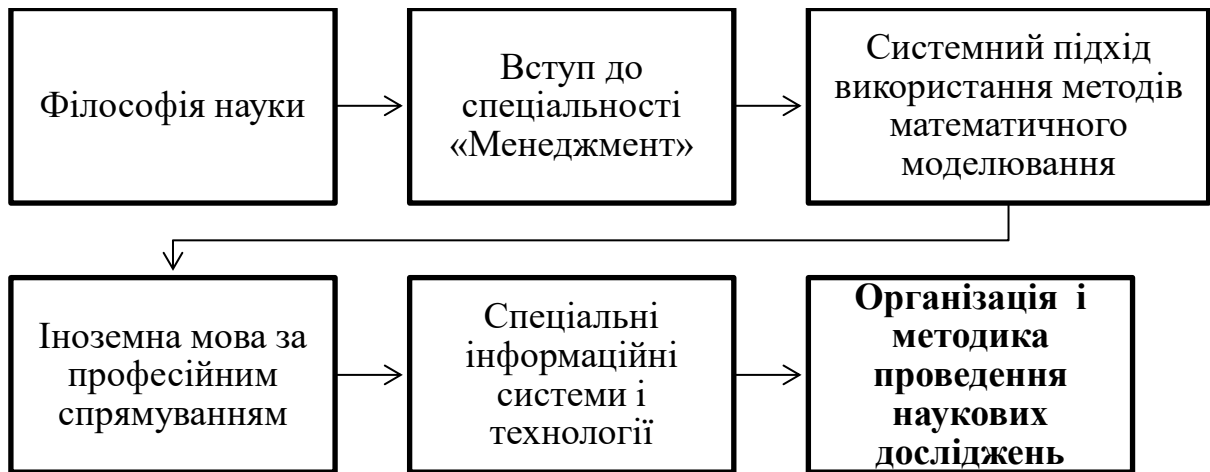 Філософія науки
Вступ до
спеціальності
«Менеджмент»
Системний підхід
використання методів
математичного
моделювання
Іноземна мова за
професійним
спрямуванням
Спеціальні
інформаційні
системи і
технології
Організація і
методика
проведення
наукових
досліджень